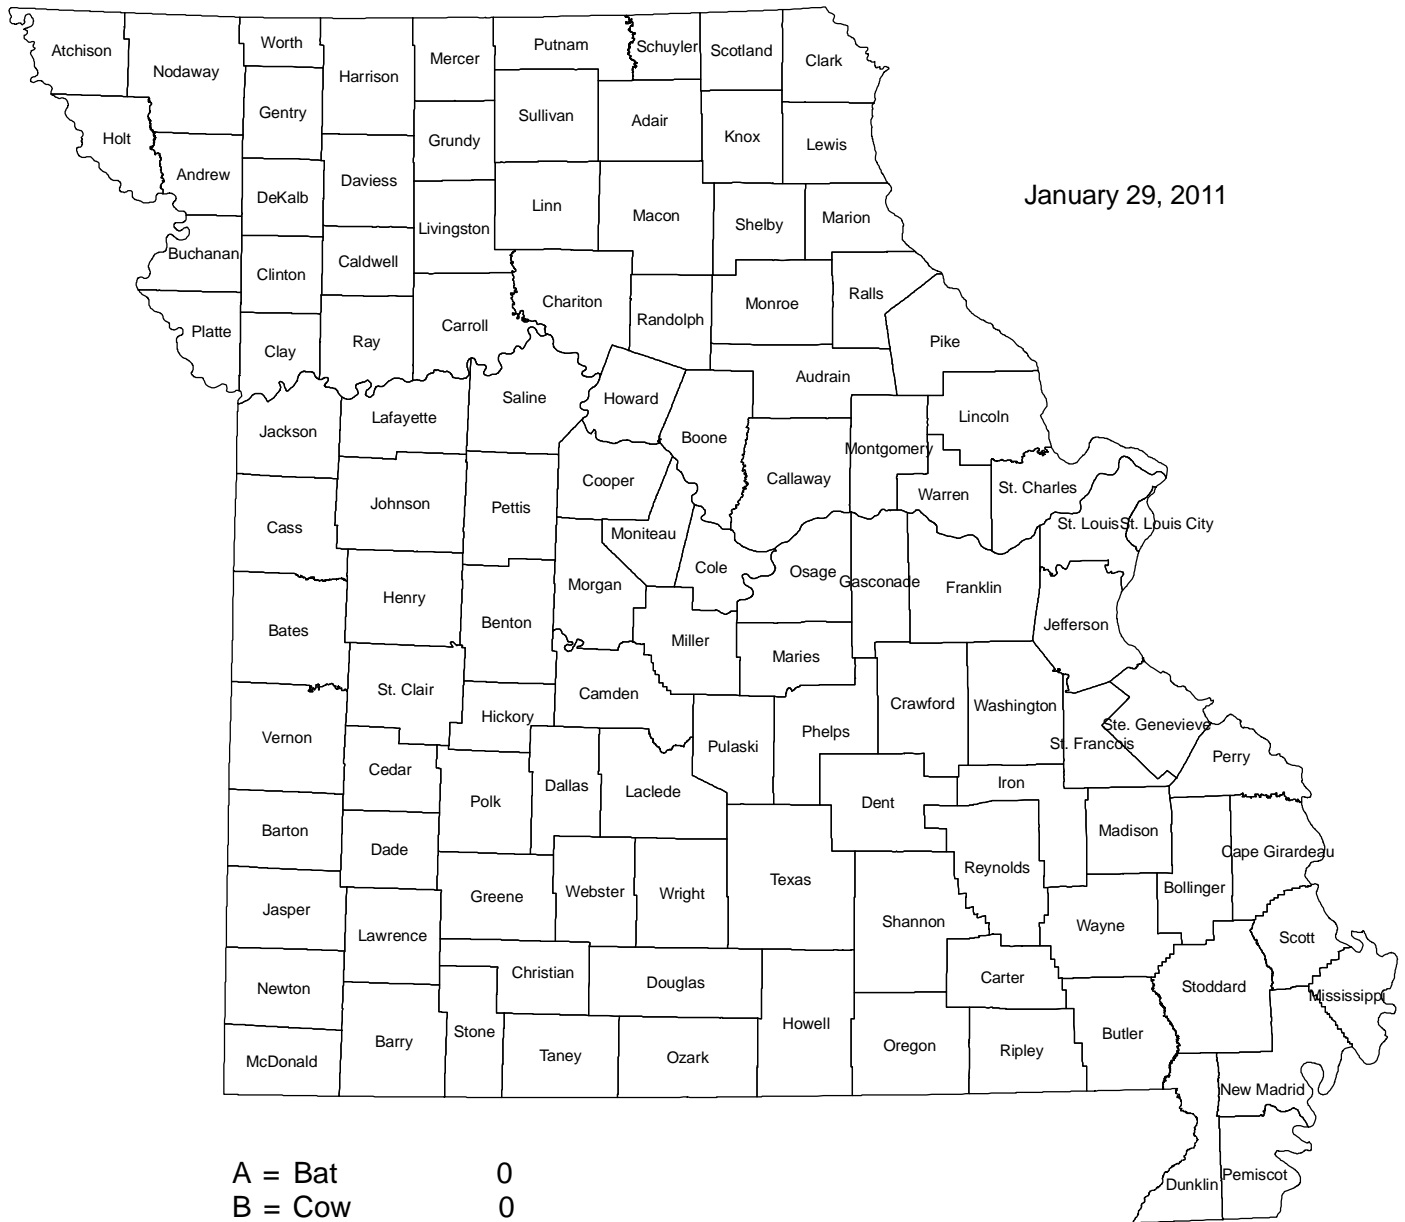 Atchison
Nodaway
Worth
Harrison
Mercer
Putnam
Schuyler
Scotland
Clark
Holt
Gentry
Grundy
Sullivan
Adair
Knox
Lewis
Andrew
DeKalb
Daviess
Livingston
Linn
Macon
Shelby
Marion
January 29, 2011
Buchanan
Clinton
Caldwell
Carroll
Chariton
Randolph
Monroe
Ralls
Pike
Platte
Clay
Ray
Saline
Howard
Audrain
Jackson
Lafayette
Boone
Montgomery
Lincoln
Cooper
Callaway
Warren
St. Charles
Cass
Johnson
Pettis
Moniteau
Cole
Osage
Gasconade
Franklin
St. Louis
St. Louis City
Bates
Henry
Benton
Morgan
Miller
Maries
Jefferson
St. Clair
Camden
Crawford
Washington
Ste. Genevieve
Vernon
Hickory
Pulaski
Phelps
St. Francois
Perry
Cedar
Polk
Dallas
Laclede
Dent
Iron
Barton
Dade
Madison
Cape Girardeau
Jasper
Greene
Webster
Wright
Texas
Reynolds
Bollinger
Lawrence
Shannon
Wayne
Scott
Newton
Christian
Douglas
Carter
Stoddard
Mississippi
McDonald
Barry
Stone
Taney
Ozark
Howell
Oregon
Ripley
Butler
New Madrid
Dunklin
Pemiscot
A = Bat 0
B = Cow 0